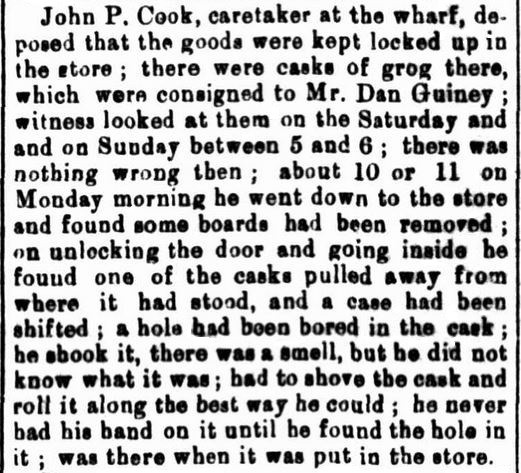 John P. Cook, caretaker at the wharf, de-
posed that the goods were kept locked up in
the store ; there were casks of grog there,
which were consigned to Mr. Dan Guiney ;
witness looked at them on the Saturday and
and on Sunday between 5 and 6 ; there was
nothing wrong then ; about 10 or 11 on
Monday morning he went down to the store
and found some boards had been removed ;
on unlocking the door and going inside he
found one of the casks pulled away from
where it had stood, and a case had been
shifted ; a hole had been bored in the cask ;
he shook it, there was a smell, but he did not
know what it was ; had to shove the cask and
roll it along the best way he could ; he never
had his hand on it until he found the hole in
it ; was there when it was put in the store.